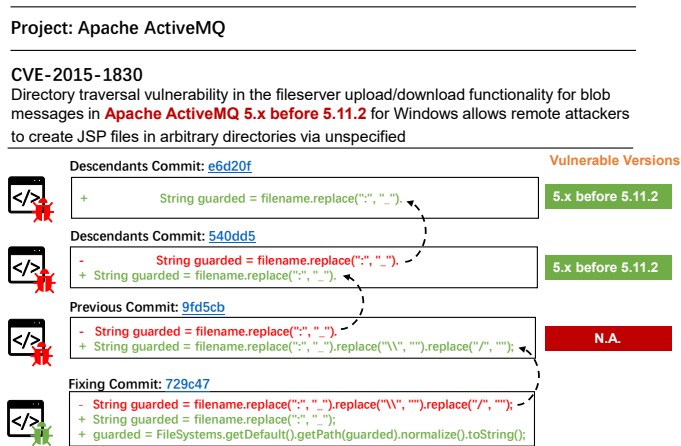 Project: Apache ActiveMQ
CVE-2015-1830
Directory traversal vulnerability in the fileserver upload/download functionality for blob
messages in Apache ActiveMQ 5.x before 5.11.2 for Windows allows remote attackers
to create JSP files in arbitrary directories via unspecified
Vulnerable Versions
Descendants Commit: e6d20f
</>
+ String guarded = filename.replace(":", "_").
5.x before 5.11.2
Descendants Commit: 540dd5
</>
- String guarded = filename.replace(":", "_").
+ String guarded = filename.replace(":", "_").
5.x before 5.11.2
Previous Commit: 9fd5cb
</>
- String guarded = filename.replace(":", "_").
+ String guarded = filename.replace(":", "_").replace("\\", "").replace("/", "");
N.A.
Fixing Commit: 729c47
</>
- String guarded = filename.replace(":", "_").replace("\\", "").replace("/", "");
+ String guarded = filename.replace(":", "_");
+ guarded = FileSystems.getDefault().getPath(guarded).normalize().toString();